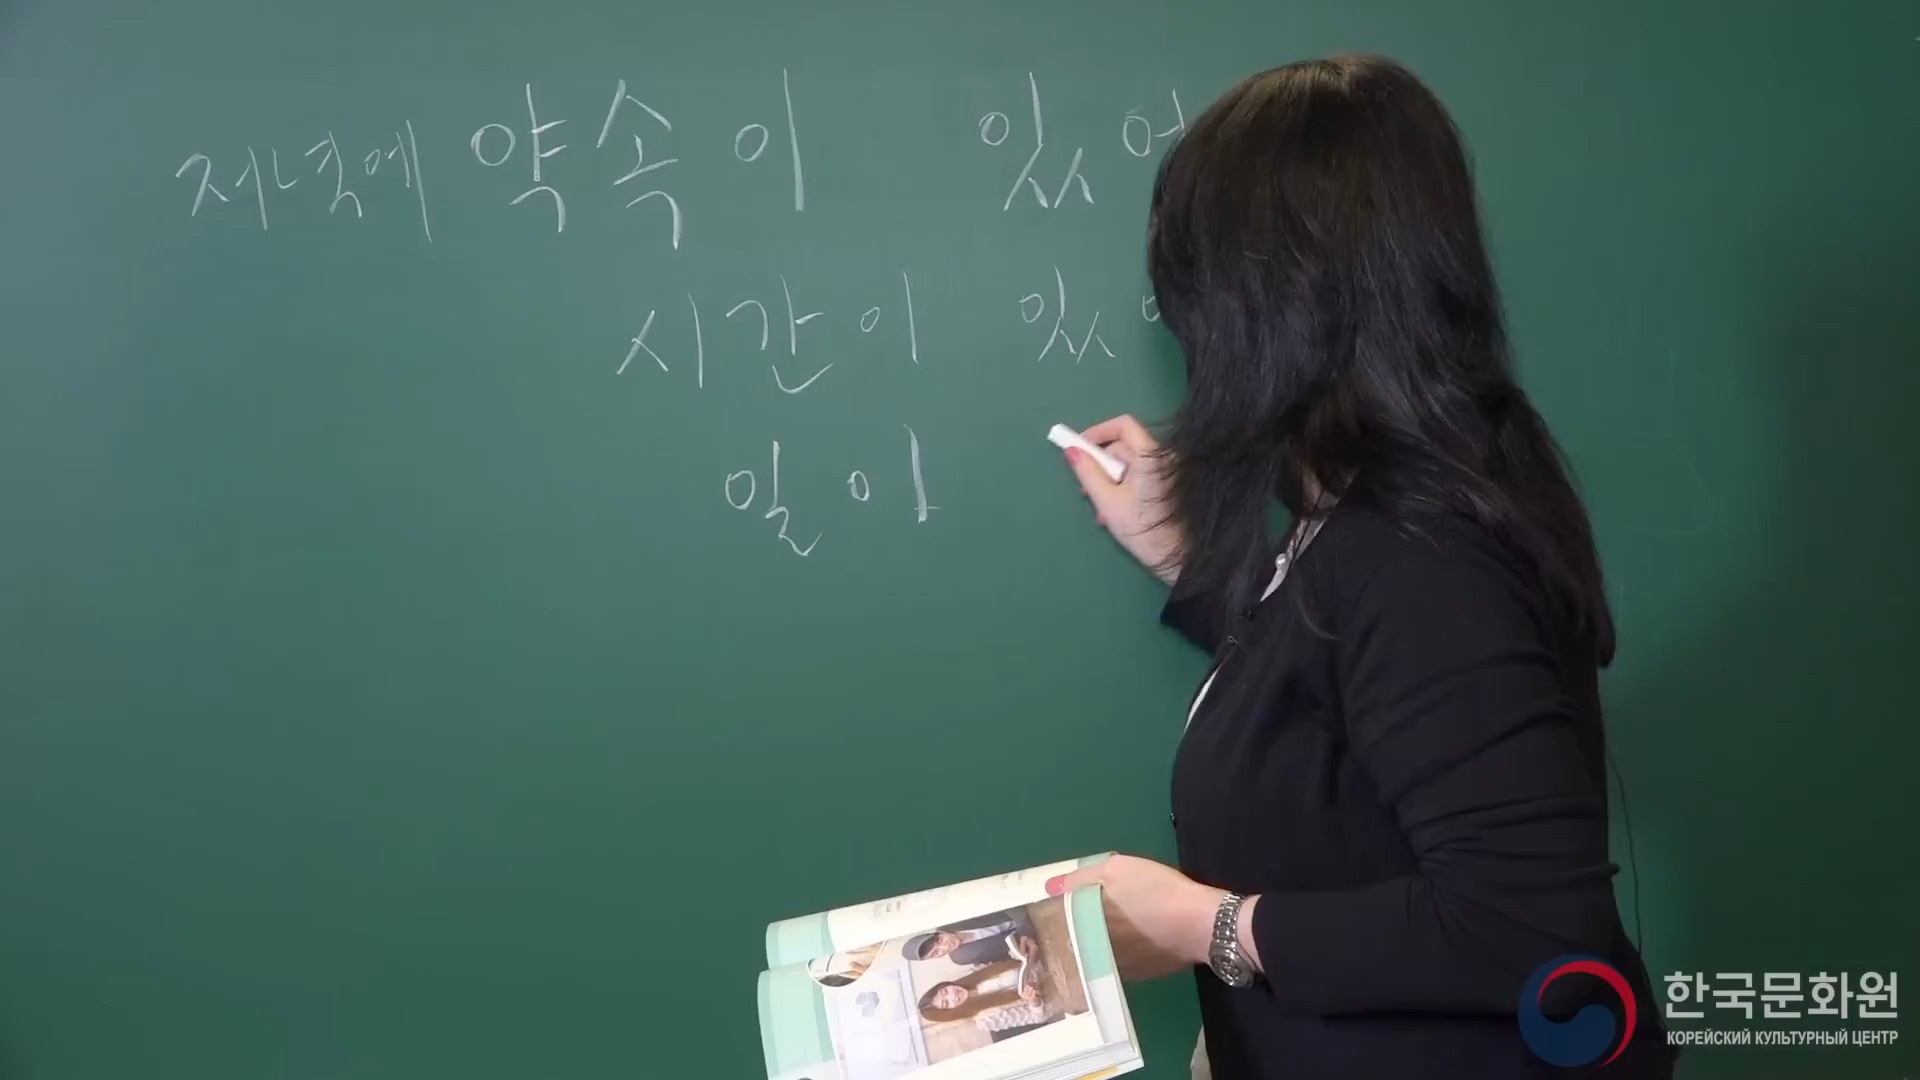 저녁에 약속이 있어
시간이 있어
일이
한국문화원
КОРЕЙСКИЙ КУЛЬТУРНЫЙ ЦЕНТР